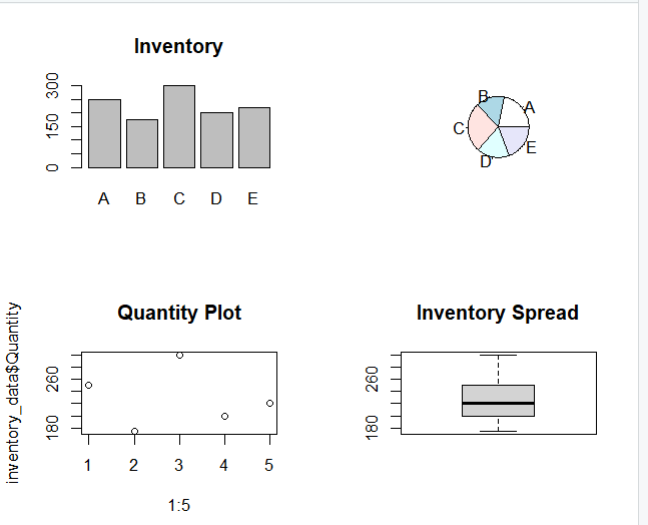 Inventory
300
150
0
A B C D E
B
A
C
E
D
Quantity Plot
inventory_data$Quantity
260
180
1 2 3 4 5
1:5
Inventory Spread
260
180